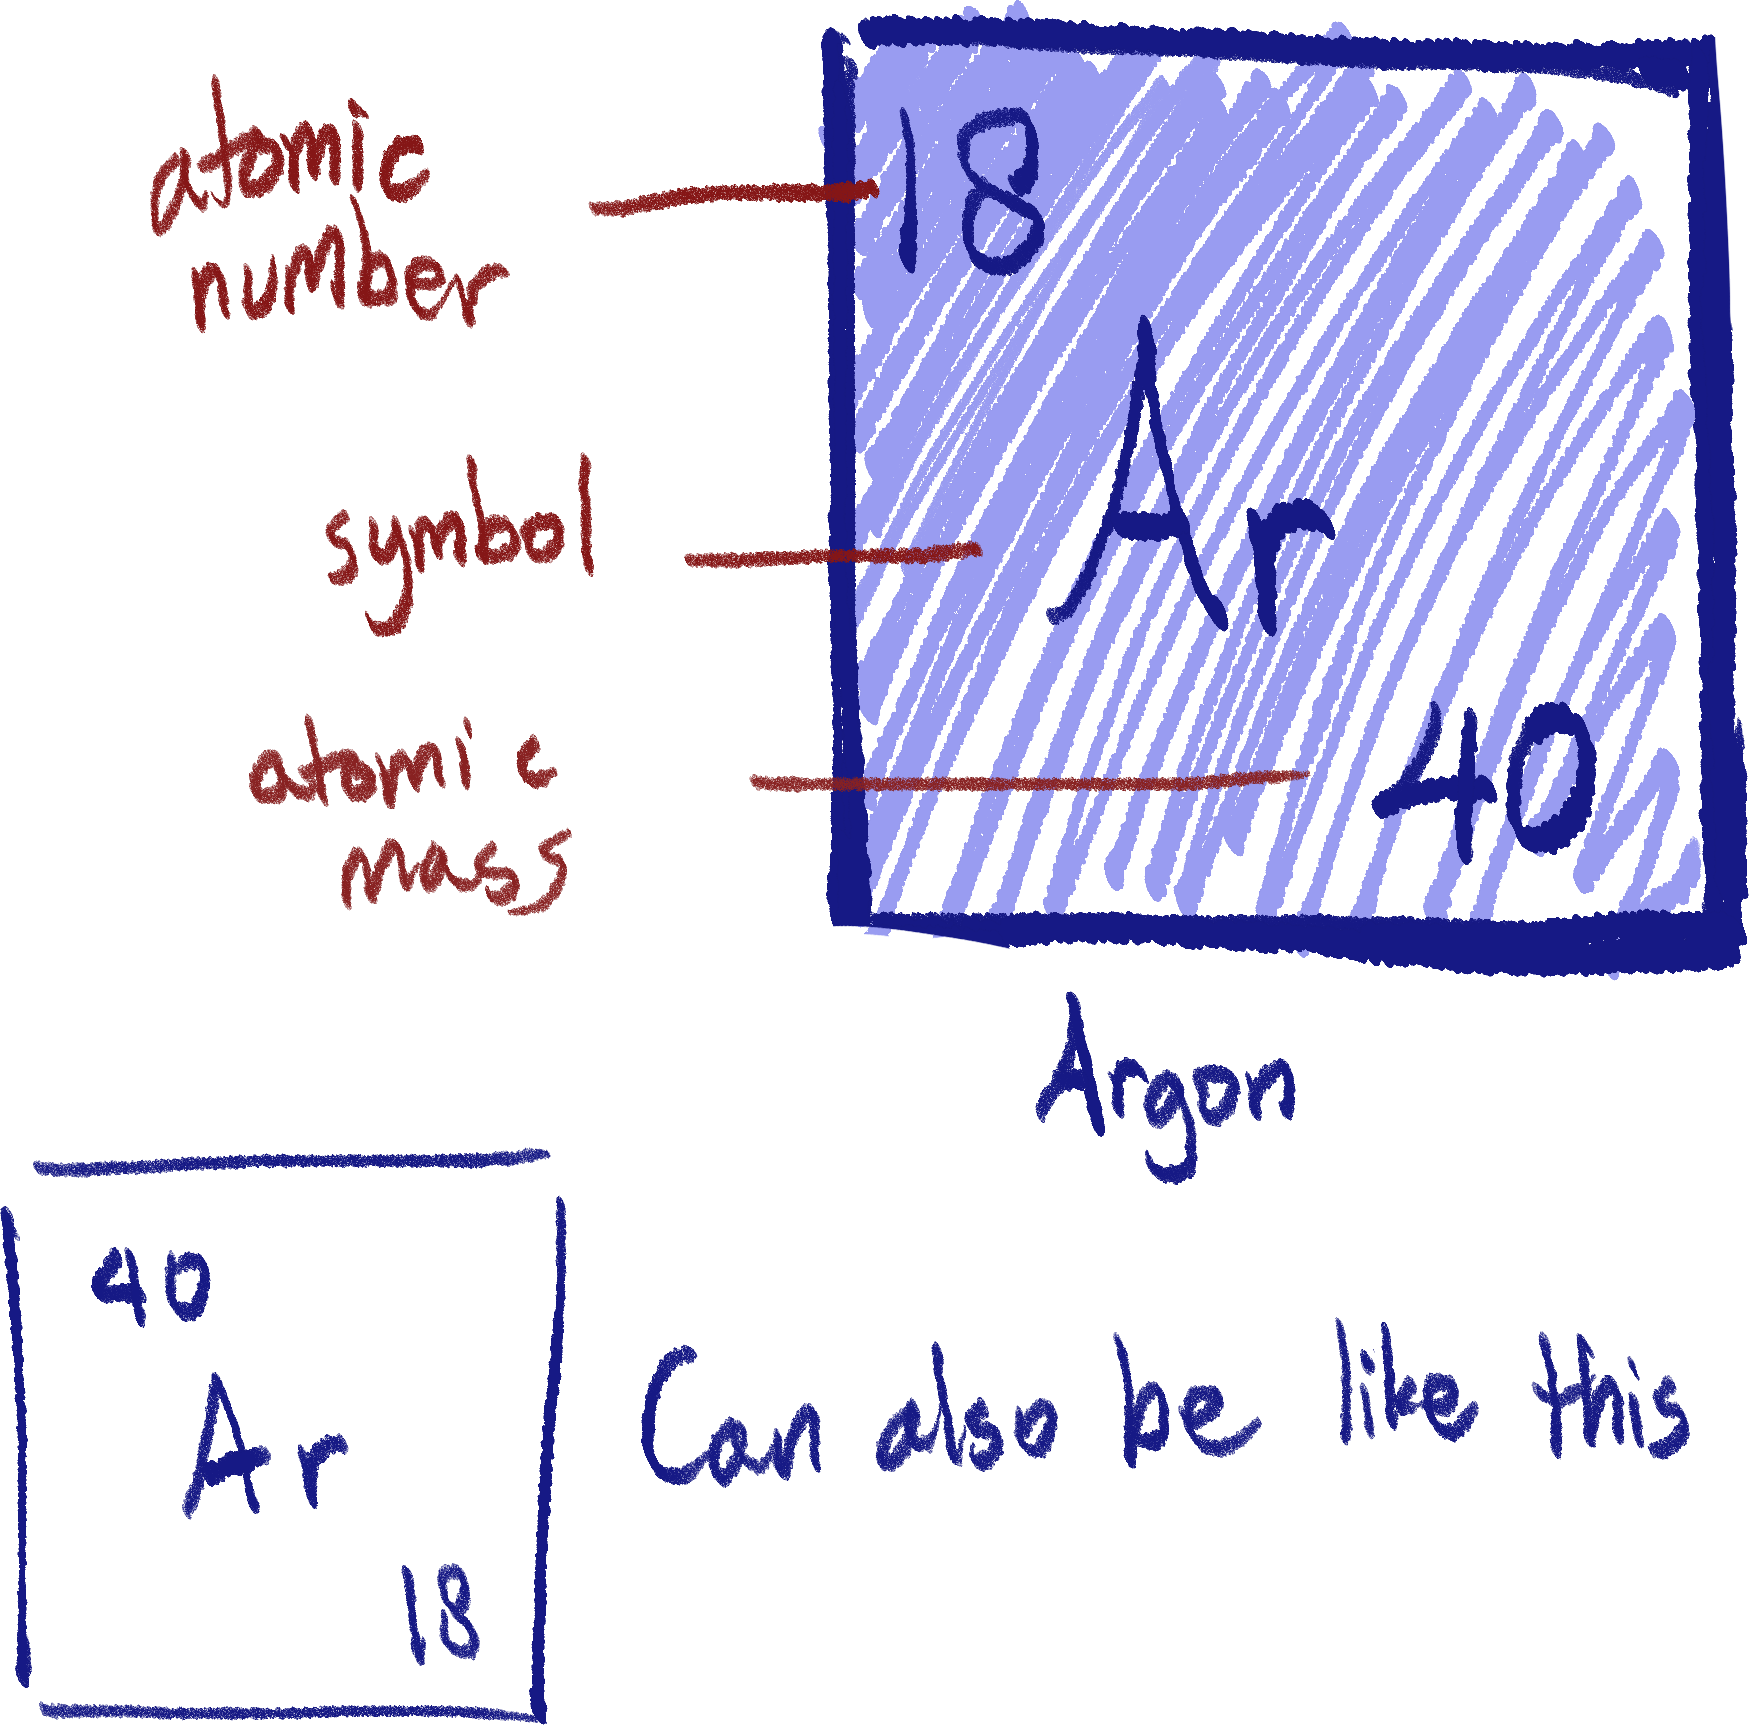 atomic
number
18
symbol
Ar
atomic
mass
40
Argon
40
Ar
18
Can also be like this